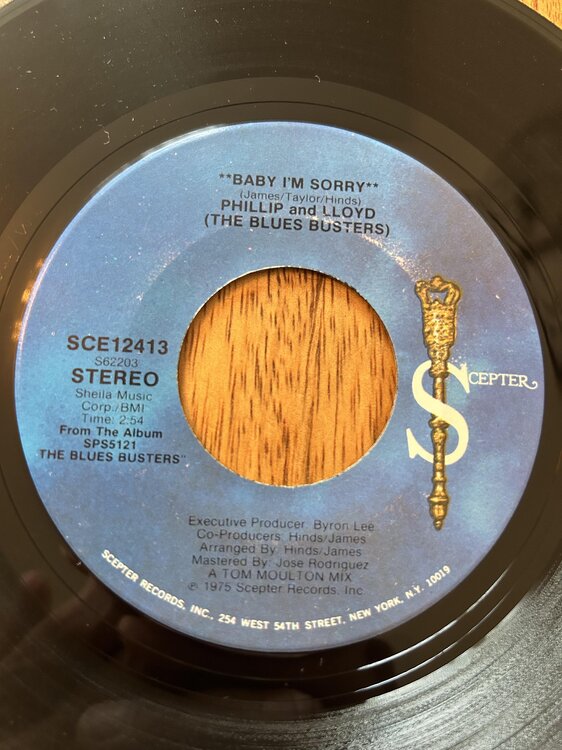 **BABY I'M SORRY**
(James/Taylor/Hinds)
PHILLIP and LLOYD
(THE BLUES BUSTERS)
SCE12413
S62203
STEREO
Sheila Music
Corp./BMI
Time: 2:54
From The Album
SPS5121
THE BLUES BUSTERS"
SCEPTER
Executive Producer: Byron Lee
Co-Producers: Hinds/James
Arranged By: Hinds/James
Mastered By: Jose Rodriguez
A TOM MOULTON MIX
℗ 1975 Scepter Records, Inc
SCEPTER RECORDS, INC., 254 WEST 54TH STREET, NEW YORK, N.Y. 10019